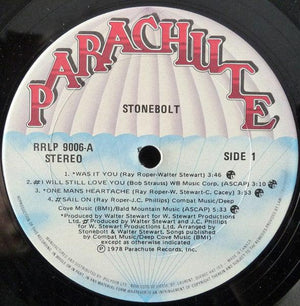 PARACHUTE
STONEBOLT
RRLP 9006-A
STEREO
SIDE 1
1. *WAS IT YOU (Ray Roper-Walter Stewart) 3:46
2. #I WILL STILL LOVE YOU (Bob Strauss) WB Music Corp. (ASCAP) 3:10
3. *ONE MANS HEARTACHE (Ray Roper-W. Stewart-C. Cacey) 3:53
4. #SAIL ON (Ray Roper-J.C. Phillips) Combat Music/Deep
Cove Music (BMI)/Bald Mountain Music (ASCAP) 5:33
*Produced by Walter Stewart for W. Stewart Productions
Ltd. / #Produced by Walter Stewart and J.C. Phillips
for W. Stewart Productions Ltd. Arranged by
Stonebolt & Walter Stewart. Songs published
by Combat Music/Deep Cove Music (BMI)
except as otherwise indicated.
℗ 1978 Parachute Records, Inc.